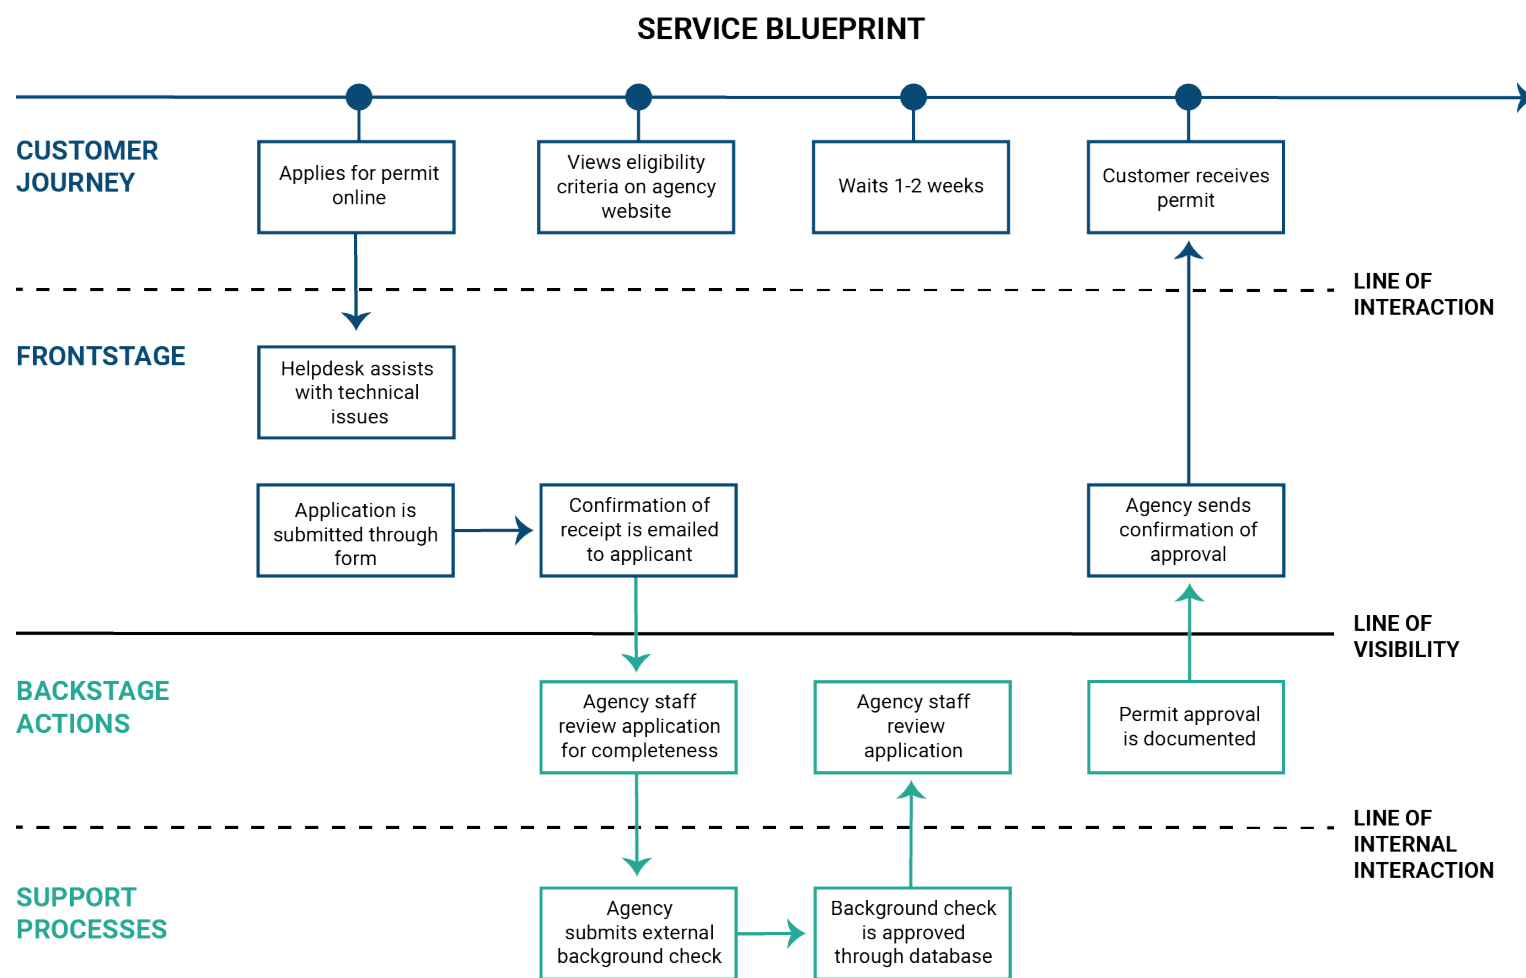 SERVICE BLUEPRINT
CUSTOMER
JOURNEY
Applies for permit
online
Views eligibility
criteria on agency
website
Waits 1-2 weeks
Customer receives
permit
LINE OF
INTERACTION
FRONTSTAGE
Helpdesk assists
with technical
issues
Application is
submitted through
form
Confirmation of
receipt is emailed
to applicant
Agency sends
confirmation of
approval
LINE OF
VISIBILITY
BACKSTAGE
ACTIONS
Agency staff
review application
for completeness
Agency staff
review
application
Permit approval
is documented
LINE OF
INTERNAL
INTERACTION
SUPPORT
PROCESSES
Agency
submits external
background check
Background check
is approved
through database